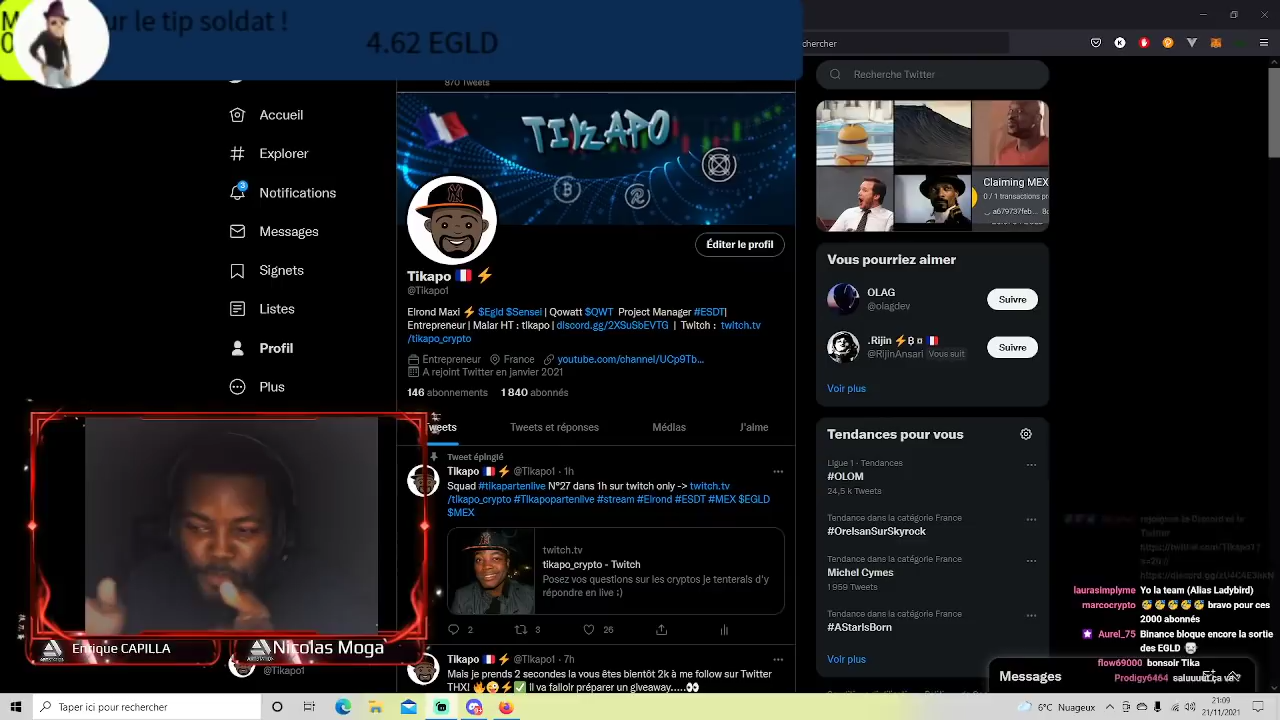 ur le tip soldat !
4.62 EGLD
chercher
870 Tweets
Recherche Twitter
Accueil
Explorer
3
Notifications
Messages
Signets
Listes
Profil
Plus
TIKAPO
Éditer le profil
Tikapo
@Tikapo1
Elrond Maxi ⚡ $Egld $Sensei | Qowatt $QWT Project Manager #ESDT|
Entrepreneur | Malar HT : tikapo | discord.gg/2XSuSbEVTG | Twitch : twitch.tv
/tikapo_crypto
Entrepreneur France youtube.com/channel/UCp9Tb...
A rejoint Twitter en janvier 2021
146 abonnements 1 840 abonnés
Tweets et réponses
Médias
J'aime
Tweet épinglé
Tikapo 🇫🇷 ⚡ @Tikapo1 · 1h
Squad #tikapartenlive N°27 dans 1h sur twitch only -> twitch.tv
/tikapo_crypto #Tikapopartenlive #stream #Elrond #ESDT #MEX $EGLD
$MEX
twitch.tv
tikapo_crypto - Twitch
Posez vos questions sur les cryptos je tenterals d'y
répondre en live ;)
2
3
26
Tikapo 🇫🇷 ⚡ @Tikapo1 · 7h
Mais je prends 2 secondes la vous êtes bientôt 2k à me follow sur Twitter
THX! 🔥😜⚡✅ Il va falloir préparer un giveaway.....👀
Enrique CAPILLA
Nicolas Moga
@Tikapo1
Claiming MEX
0 / 1 transactions pr
a679737feb...
Vous pourriez aimer
OLAG
@olagdev
Suivre
.Rijin
@RijinAnsari Vous suit
Suivre
Voir plus
Tendances pour vous
Ligue 1 · Tendances
#OLOM
24,5 k Tweets
Tendance dans la catégorie France
#OrelsanSurSkyrock
Tendance dans la catégorie France
Michel Cymes
1 959 Tweets
Tendance dans la catégorie France
#AStarIsBorn
Voir plus
Messages
laurasimplyme Yo la team (Alias Ladybird)
marcocrypto bravo pour ces
2000 abonnés
Aurel_75 Binance bloque encore la sortie
des EGLD
flow69000 bonsoir Tika
Prodigy6464
Taper ici pour rechercher
6°C Nuageux
21:09
21/11/2021